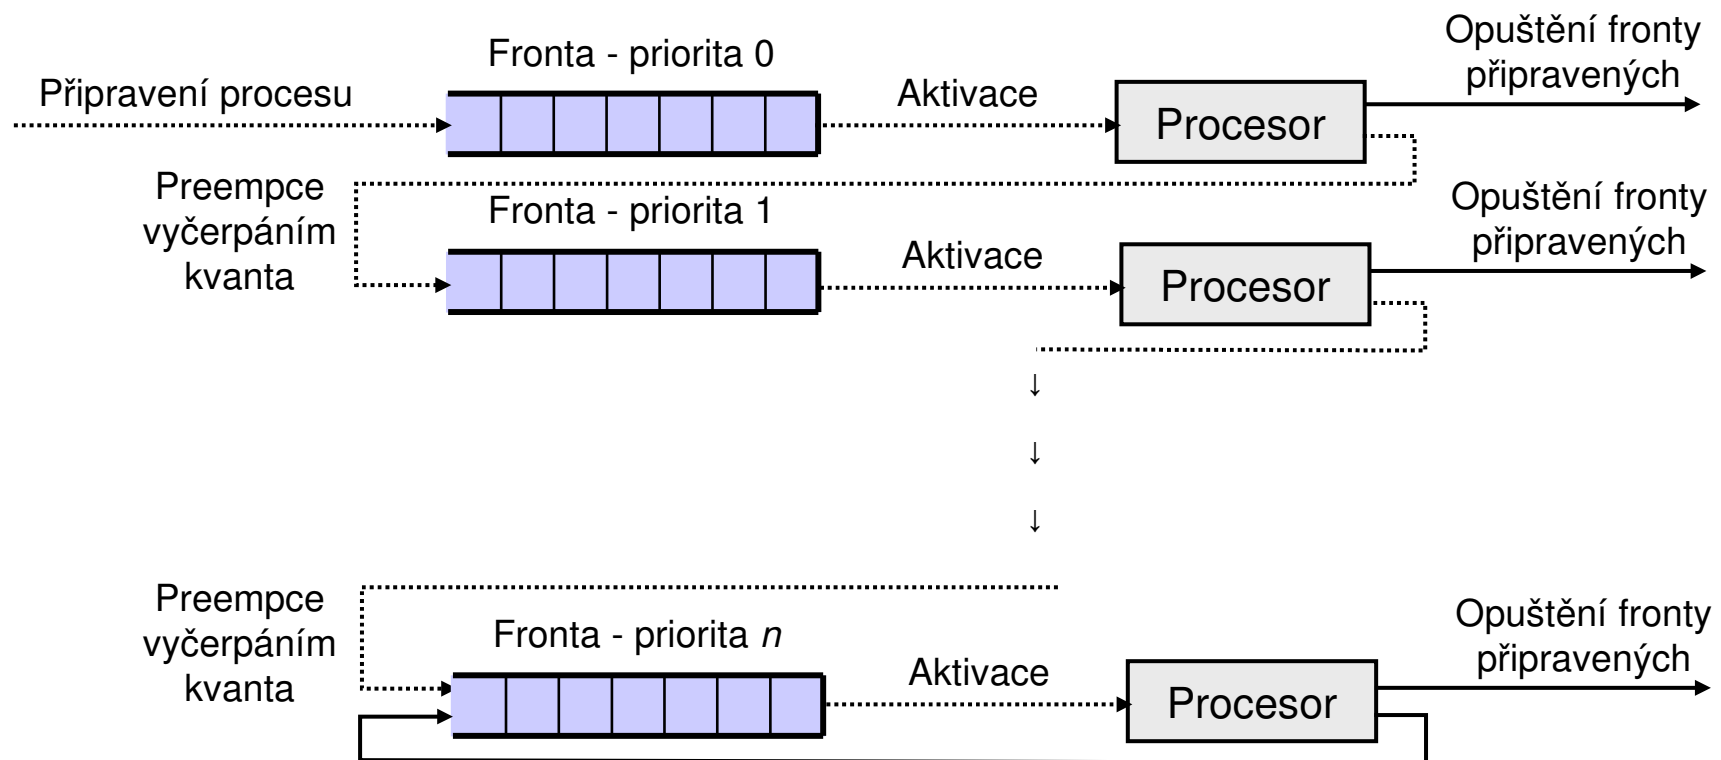 Opuštění fronty
připravených
Fronta - priorita 0
Připravení procesu
Aktivace
Procesor
Preempce
vyčerpáním
kvanta
Fronta - priorita 1
Opuštění fronty
připravených
Aktivace
Procesor
↓
↓
↓
Preempce
vyčerpáním
kvanta
Fronta - priorita n
Opuštění fronty
připravených
Aktivace
Procesor